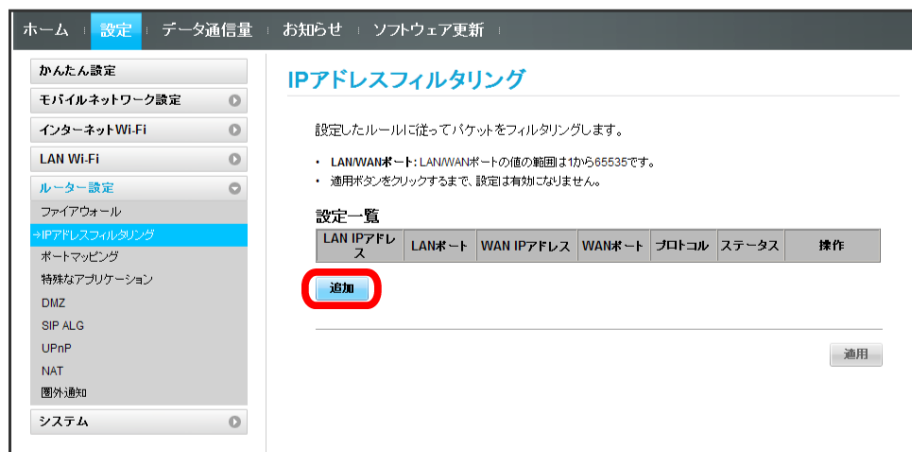 ホーム 設定 データ通信量 お知らせ ソフトウェア更新
かんたん設定
モバイルネットワーク設定
インターネットWi-Fi
LAN Wi-Fi
ルーター設定
ファイアウォール
→IPアドレスフィルタリング
ポートマッピング
特殊なアプリケーション
DMZ
SIP ALG
UPnP
NAT
圏外通知
システム
IPアドレスフィルタリング
設定したルールに従ってパケットをフィルタリングします。
・ LAN/WANポート: LAN/WANポートの値の範囲は1から65535です。
・ 適用ボタンをクリックするまで、設定は有効になりません。
設定一覧
LAN IPアドレス LANポート WAN IPアドレス WANポート プロトコル ステータス 操作
追加
適用